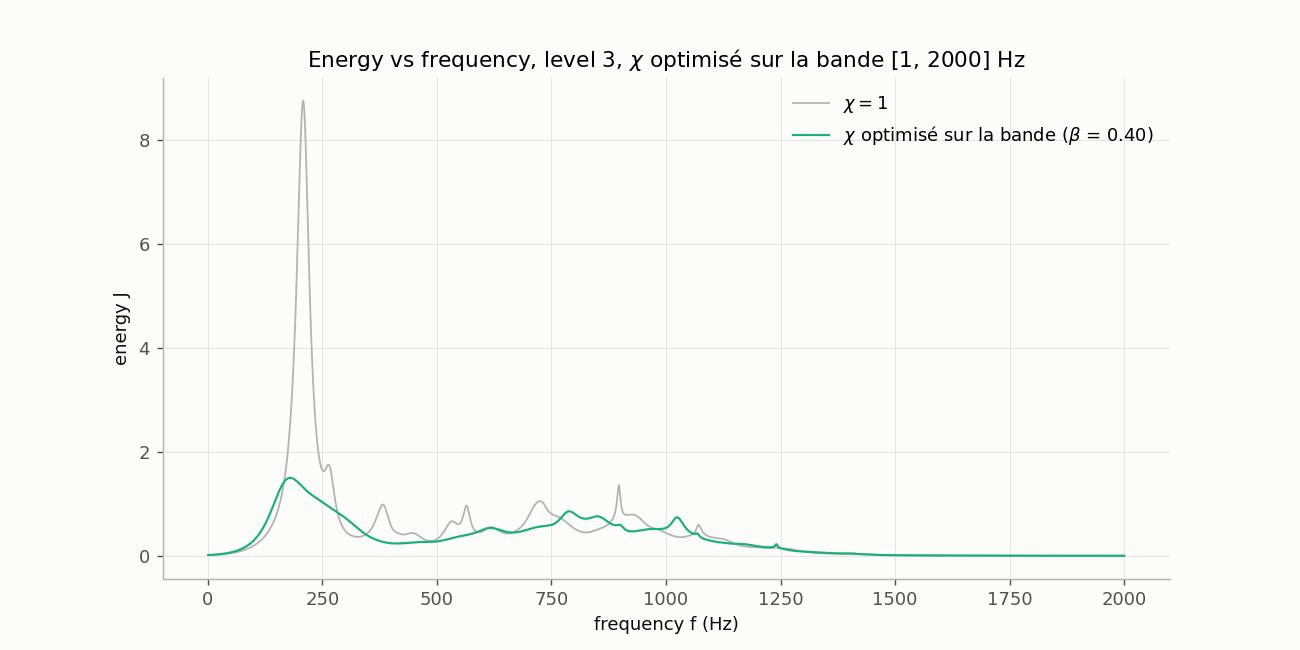 Energy vs frequency, level 3, χ optimisé sur la bande [1, 2000] Hz
χ = 1
χ optimisé sur la bande (β = 0.40)
energy J
8
6
4
2
0
0 250 500 750 1000 1250 1500 1750 2000
frequency f (Hz)